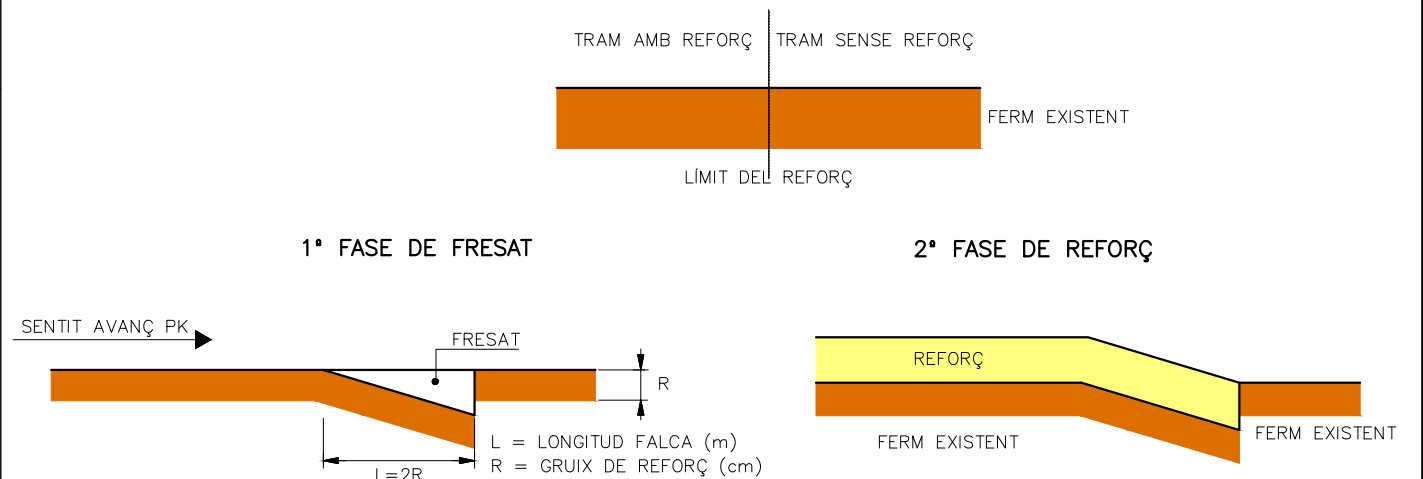 TRAM AMB REFORÇ
TRAM SENSE REFORÇ
FERM EXISTENT
LÍMIT DEL REFORÇ
1ª FASE DE FRESAT
2ª FASE DE REFORÇ
SENTIT AVANÇ PK
FRESAT
R
L = LONGITUD FALCA (m)
R = GRUIX DE REFORÇ (cm)
L=2R
REFORÇ
FERM EXISTENT
FERM EXISTENT